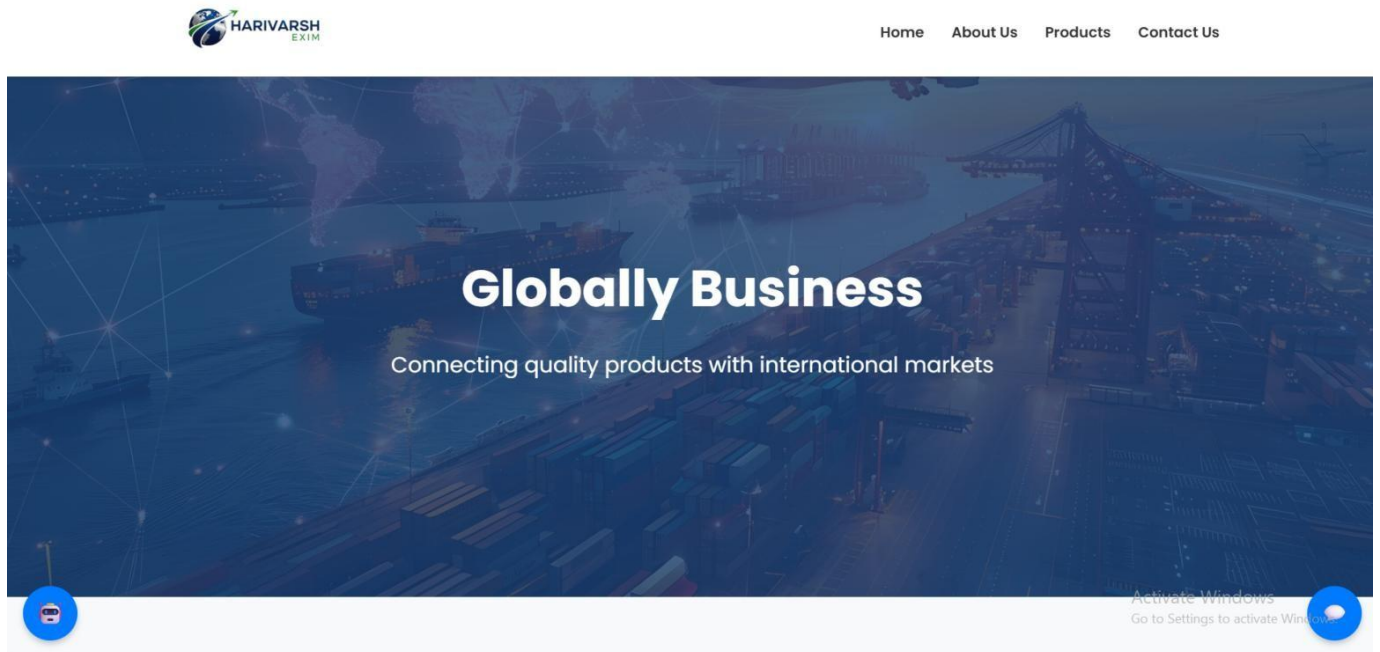 HARIVARSH
EXIM
Home About Us Products Contact Us
Globally Business
Connecting quality products with international markets
Activate Windows
Go to Settings to activate Windows.